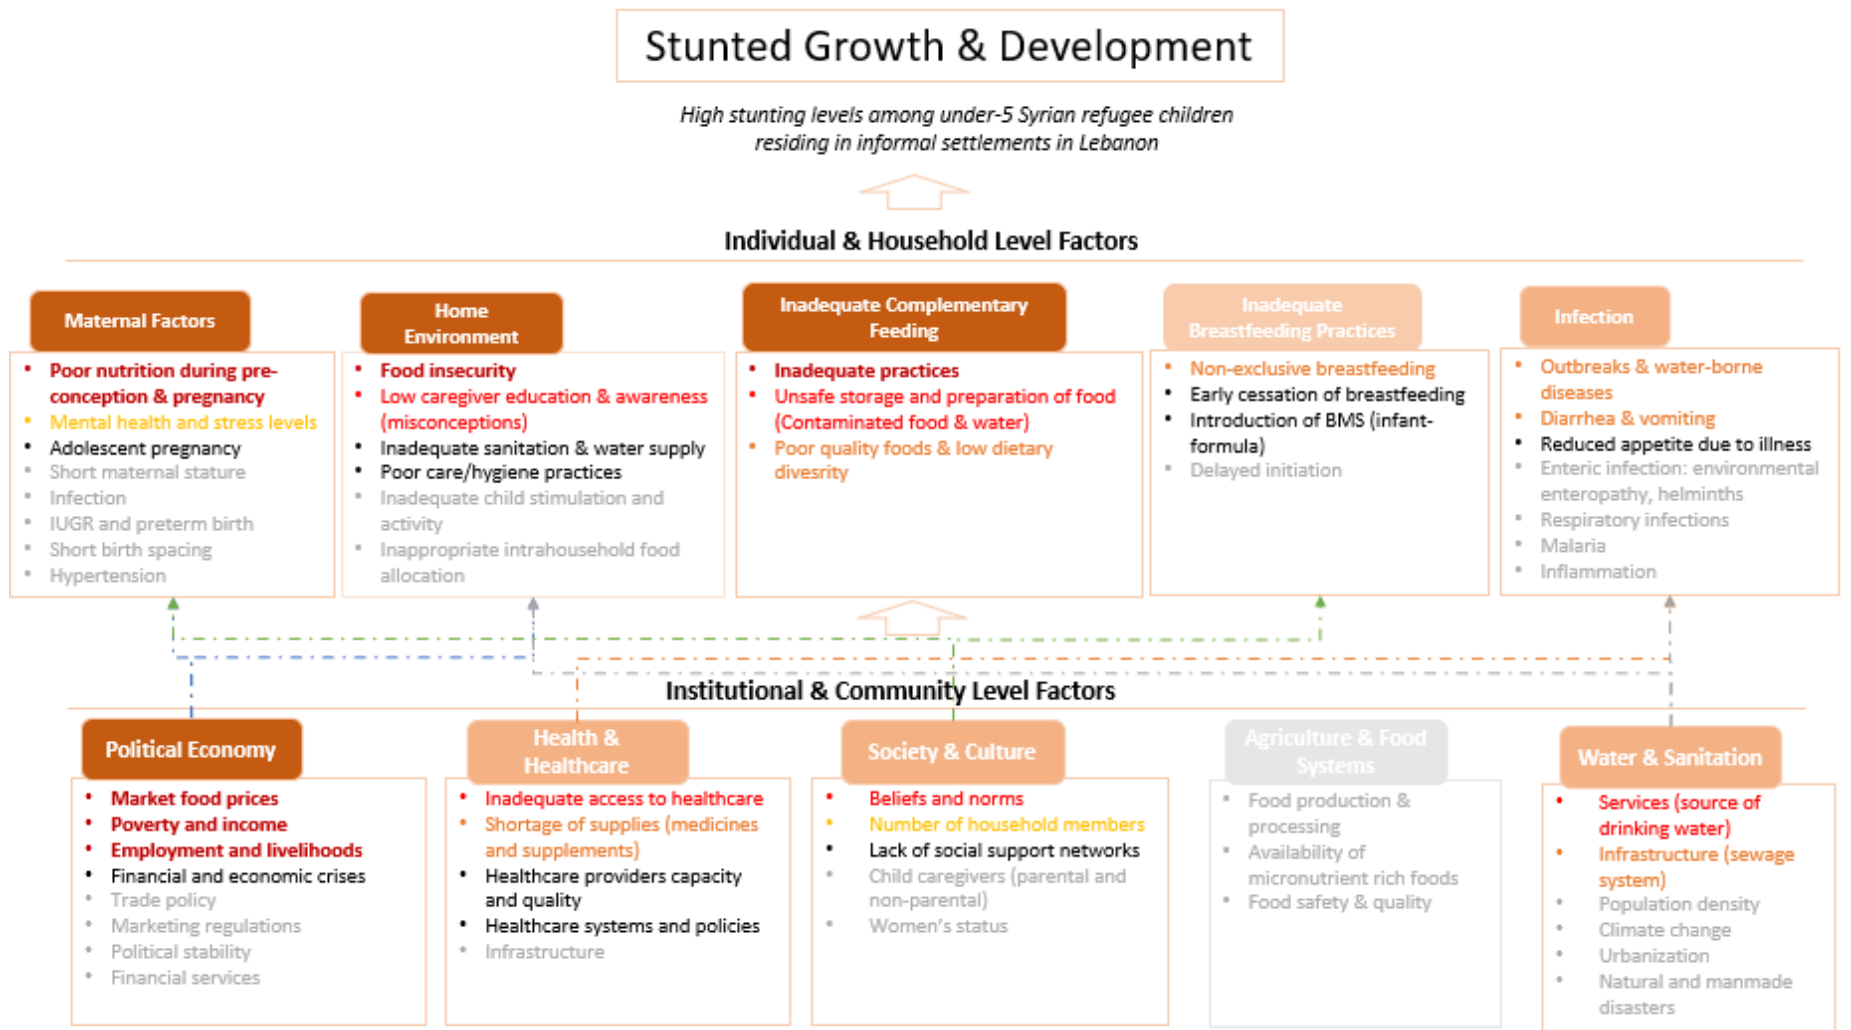 Stunted Growth & Development
High stunting levels among under-5 Syrian refugee children
residing in informal settlements in Lebanon
Individual & Household Level Factors
Maternal Factors
• Poor nutrition during pre-
conception & pregnancy
• Mental health and stress levels
• Adolescent pregnancy
• Short maternal stature
• Infection
• IUGR and preterm birth
• Short birth spacing
• Hypertension
Home
Environment
• Food insecurity
• Low caregiver education & awareness
(misconceptions)
• Inadequate sanitation & water supply
• Poor care/hygiene practices
• Inadequate child stimulation and
activity
• Inappropriate intrahousehold food
allocation
Inadequate Complementary
Feeding
• Inadequate practices
• Unsafe storage and preparation of food
(Contaminated food & water)
• Poor quality foods & low dietary
divesrity
Inadequate
Breastfeeding Practices
• Non-exclusive breastfeeding
• Early cessation of breastfeeding
• Introduction of BMS (infant-
formula)
• Delayed initiation
Infection
• Outbreaks & water-borne
diseases
• Diarrhea & vomiting
• Reduced appetite due to illness
• Enteric infection: environmental
enteropathy, helminths
• Respiratory infections
• Malaria
• Inflammation
Institutional & Community Level Factors
Political Economy
• Market food prices
• Poverty and income
• Employment and livelihoods
• Financial and economic crises
• Trade policy
• Marketing regulations
• Political stability
• Financial services
Health &
Healthcare
• Inadequate access to healthcare
• Shortage of supplies (medicines
and supplements)
• Healthcare providers capacity
and quality
• Healthcare systems and policies
• Infrastructure
Society & Culture
• Beliefs and norms
• Number of household members
• Lack of social support networks
• Child caregivers (parental and
non-parental)
• Women's status
Agriculture & Food
Systems
• Food production &
processing
• Availability of
micronutrient rich foods
• Food safety & quality
Water & Sanitation
• Services (source of
drinking water)
• Infrastructure (sewage
system)
• Population density
• Climate change
• Urbanization
• Natural and manmade
disasters